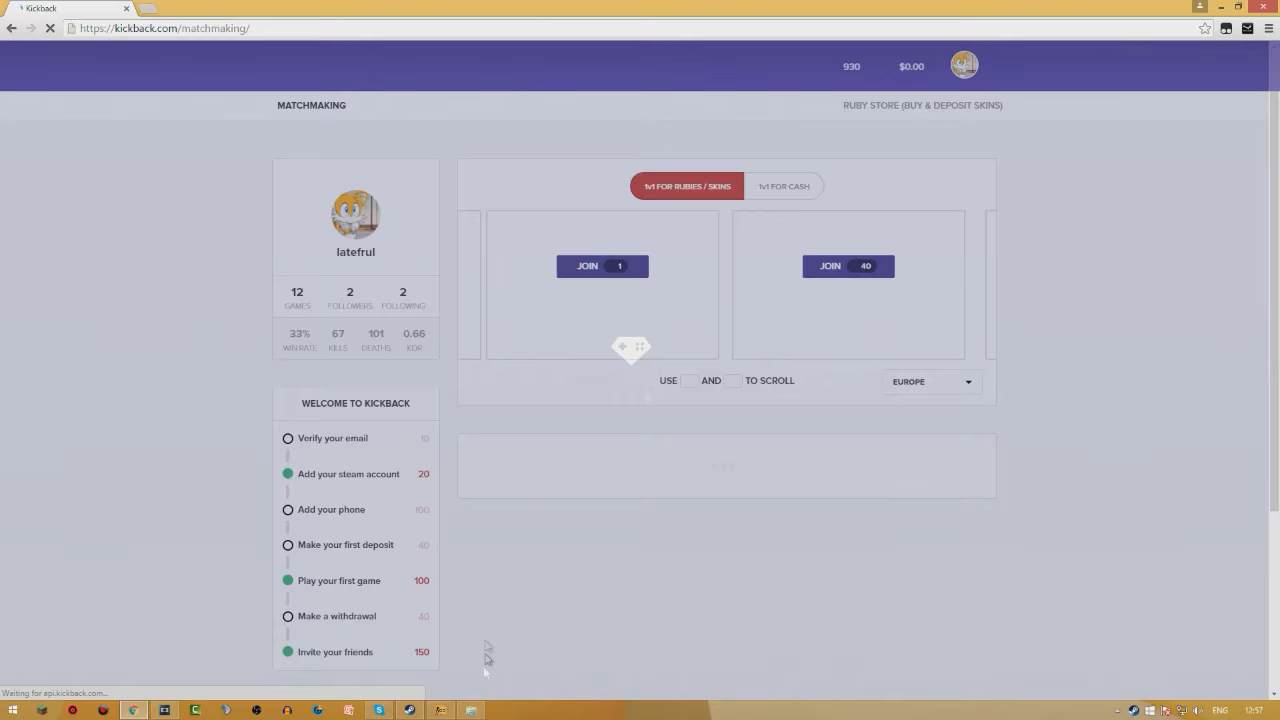 Kickback
https://kickback.com/matchmaking/
930 $0.00
MATCHMAKING RUBY STORE (BUY & DEPOSIT SKINS)
latefrul
12 2 2
GAMES FOLLOWERS FOLLOWING
33% 67 101 0.66
WIN RATE KILLS DEATHS KDR
1v1 FOR RUBIES / SKINS 1v1 FOR CASH
JOIN 1 JOIN 40
USE AND TO SCROLL EUROPE
WELCOME TO KICKBACK
Verify your email 10
Add your steam account 20
Add your phone 100
Make your first deposit 40
Play your first game 100
Make a withdrawal 40
Invite your friends 150
Waiting for api.kickback.com...
ENG 12:57